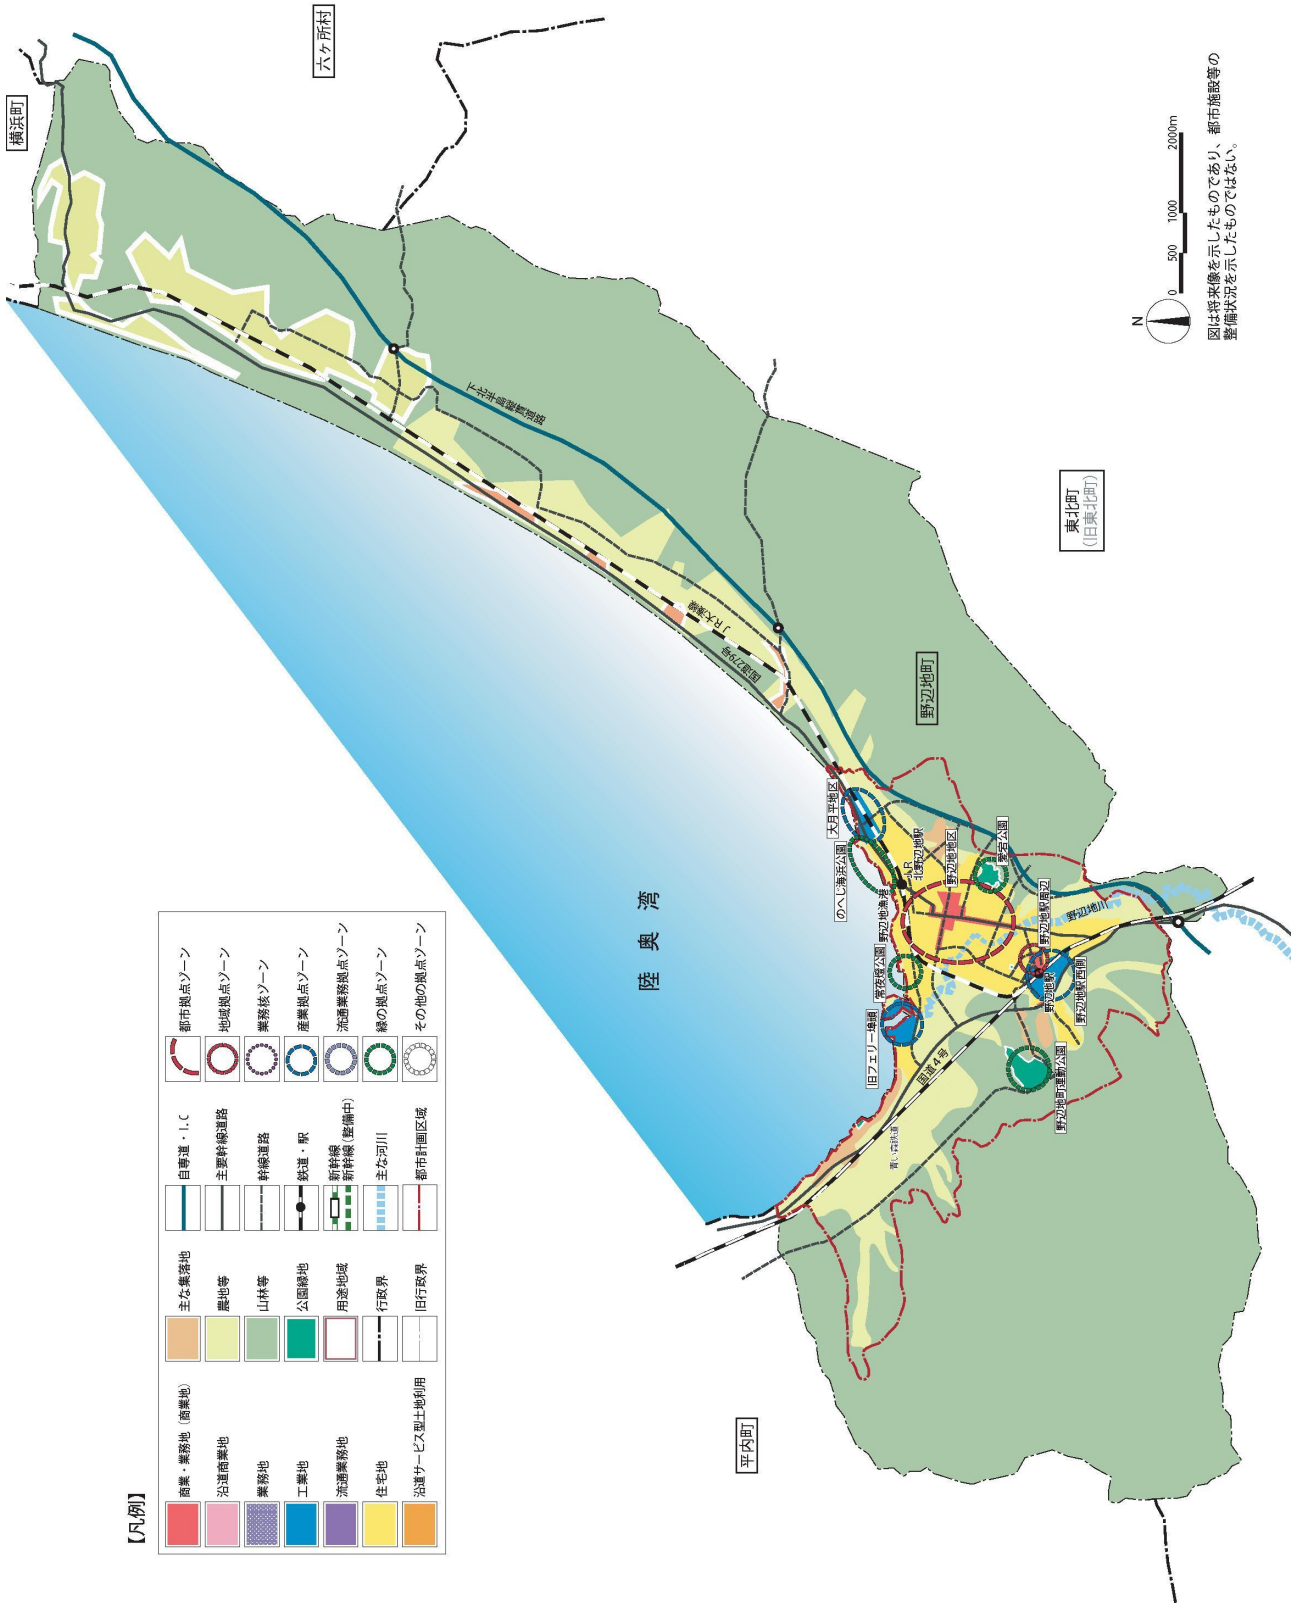 【凡例】
商業・業務地（商業地）
沿道商業地
業務地
工業地
流通業務地
住宅地
沿道サービス型土地利用
主な集落地
農地等
山林等
公園緑地
用途地域
行政界
旧行政界
自専道・I.C
主要幹線道路
幹線道路
鉄道・駅
新幹線
新幹線（整備中）
主な河川
都市計画区域
都市拠点ゾーン
地域拠点ゾーン
業務核ゾーン
産業拠点ゾーン
流通業務拠点ゾーン
緑の拠点ゾーン
その他の拠点ゾーン
横浜町
六ヶ所村
東北町
（旧東北町）
野辺地町
平内町
陸奥湾
下北半島縦貫道路
JR大湊線
国道279号
大月平地区
のへじ海浜公園
野辺地漁港
JR
北野辺地駅
野辺地地区
愛宕公園
常夜燈公園
旧フェリー埠頭
野辺地駅周辺
野辺地川
野辺地駅
野辺地駅西側
野辺地町運動公園
国道4号
青い森鉄道
N
0 500 1000 2000m
図は将来像を示したものであり、都市施設等の
整備状況を示したものではない。